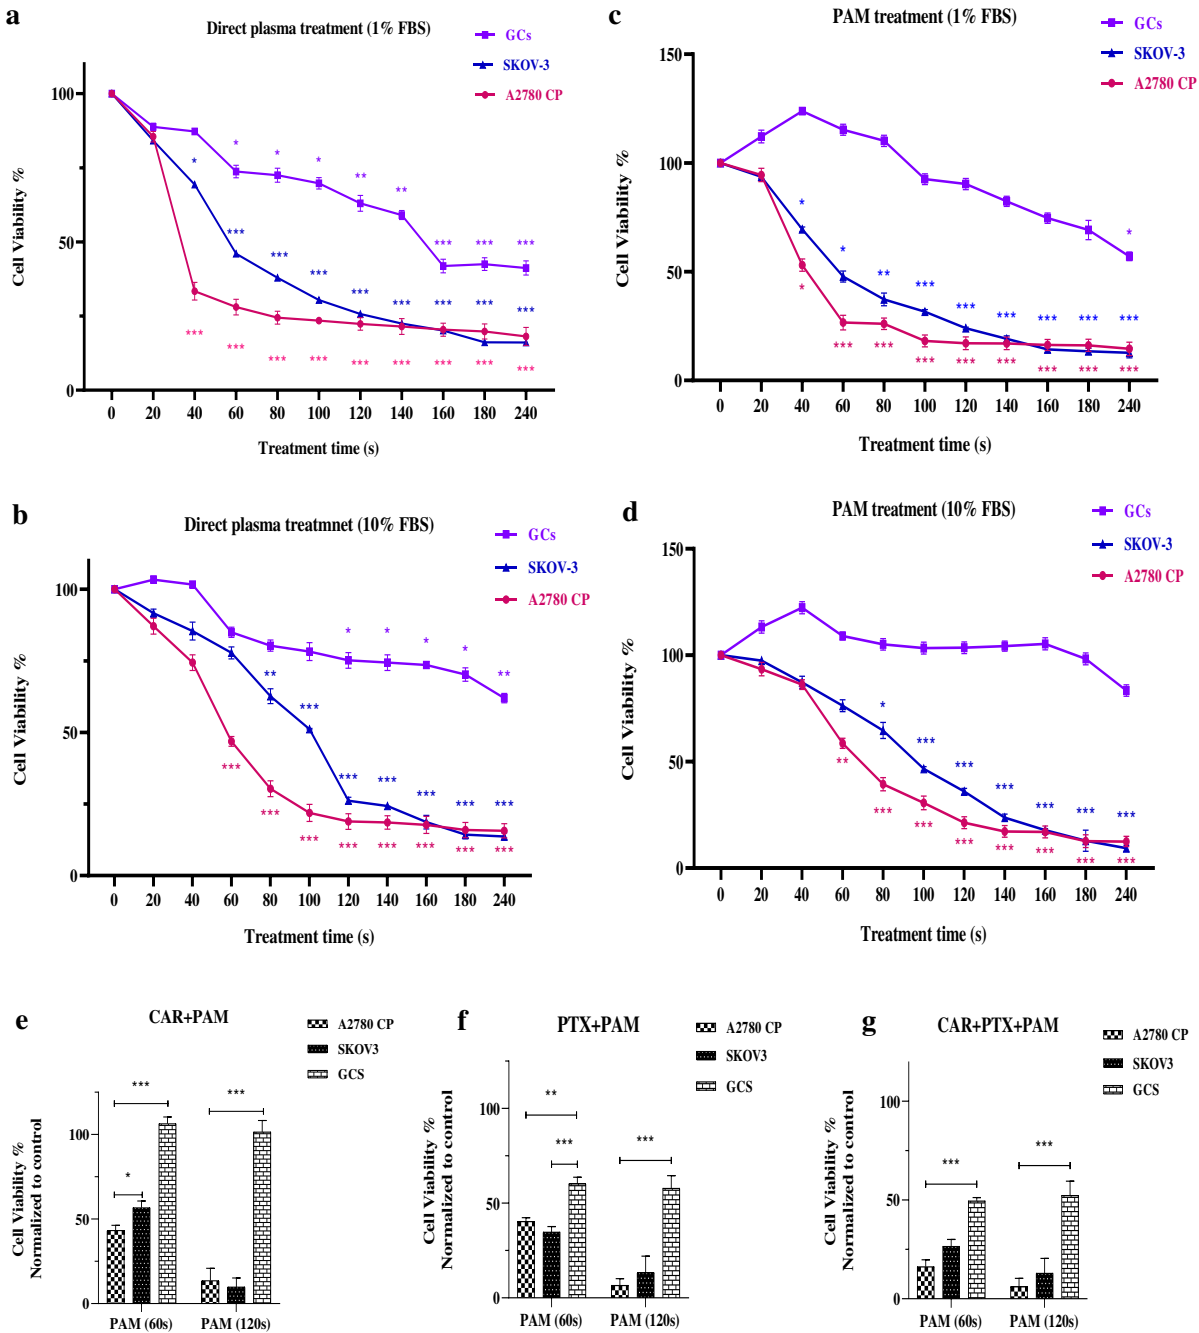 a
Direct plasma treatment (1% FBS)
GCs
SKOV-3
A2780 CP
Cell Viability %
100
50
0
* * * ** ** *** *** ***
* *** *** *** *** *** *** *** ***
*** *** *** *** *** *** *** *** ***
0 20 40 60 80 100 120 140 160 180 240
Treatment time (s)
c
PAM treatment (1% FBS)
GCs
SKOV-3
A2780 CP
Cell Viability %
150
100
50
0
*
* * ** *** *** *** *** *** ***
* *** *** *** *** *** *** *** ***
0 20 40 60 80 100 120 140 160 180 240
Treatment time (s)
b
Direct plasma treatmnet (10% FBS)
GCs
SKOV-3
A2780 CP
Cell Viability %
100
50
0
* * * * **
** *** *** *** *** *** ***
*** *** *** *** *** *** *** ***
0 20 40 60 80 100 120 140 160 180 240
Treatment time (s)
d
PAM treatment (10% FBS)
GCs
SKOV-3
A2780 CP
Cell Viability %
150
100
50
0
* *** *** *** *** *** ***
** *** *** *** *** *** *** ***
0 20 40 60 80 100 120 140 160 180 240
Treatment time (s)
e
CAR+PAM
A2780 CP
SKOV3
GCS
Cell Viability %
Normalized to control
100
50
0
*** ***
*
PAM (60s) PAM (120s)
f
PTX+PAM
A2780 CP
SKOV3
GCS
Cell Viability %
Normalized to control
100
50
0
**
*** ***
PAM (60s) PAM (120s)
g
CAR+PTX+PAM
A2780 CP
SKOV3
GCS
Cell Viability %
Normalized to control
100
50
0
*** ***
PAM (60s) PAM (120s)